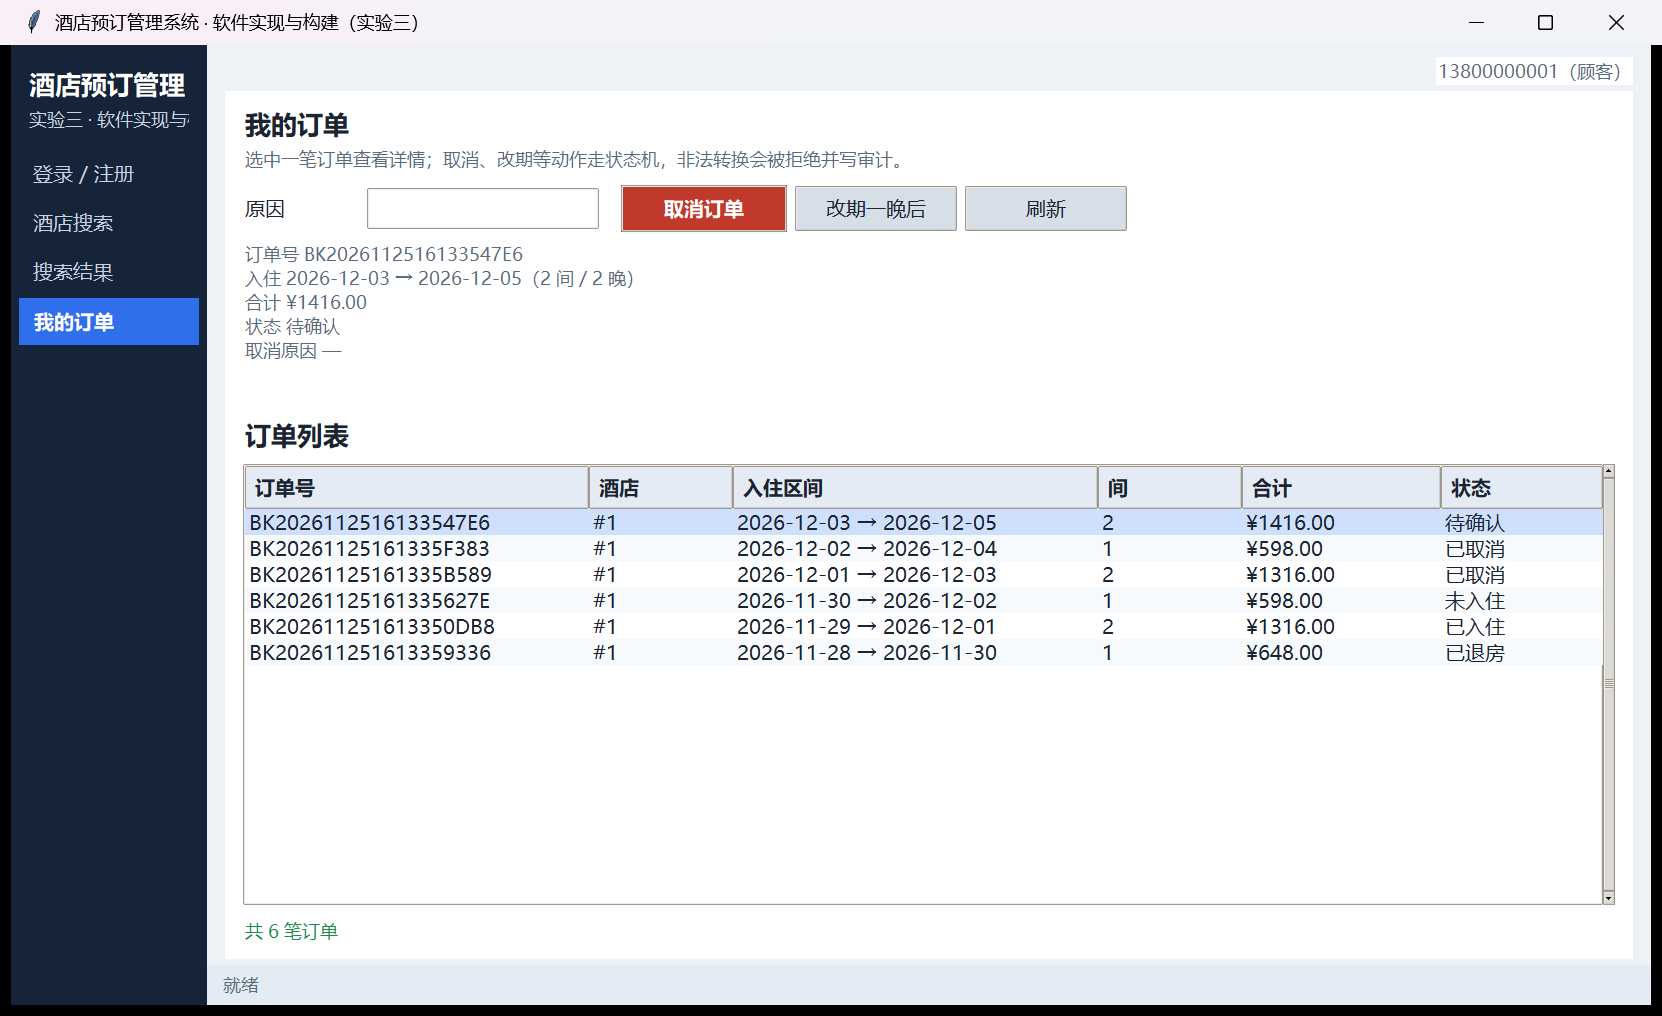 酒店预订管理系统 · 软件实现与构建（实验三）
13800000001（顾客）
酒店预订管理
实验三 · 软件实现与
登录 / 注册
酒店搜索
搜索结果
我的订单
我的订单
选中一笔订单查看详情；取消、改期等动作走状态机，非法转换会被拒绝并写审计。
原因 取消订单 改期一晚后 刷新
订单号 BK2026112516133547E6
入住 2026-12-03 → 2026-12-05（2 间 / 2 晚）
合计 ¥1416.00
状态 待确认
取消原因 —
订单列表
订单号 酒店 入住区间 间 合计 状态
BK2026112516133547E6 #1 2026-12-03 → 2026-12-05 2 ¥1416.00 待确认
BK20261125161335F383 #1 2026-12-02 → 2026-12-04 1 ¥598.00 已取消
BK20261125161335B589 #1 2026-12-01 → 2026-12-03 2 ¥1316.00 已取消
BK20261125161335627E #1 2026-11-30 → 2026-12-02 1 ¥598.00 未入住
BK202611251613350DB8 #1 2026-11-29 → 2026-12-01 2 ¥1316.00 已入住
BK202611251613359336 #1 2026-11-28 → 2026-11-30 1 ¥648.00 已退房
共 6 笔订单
就绪